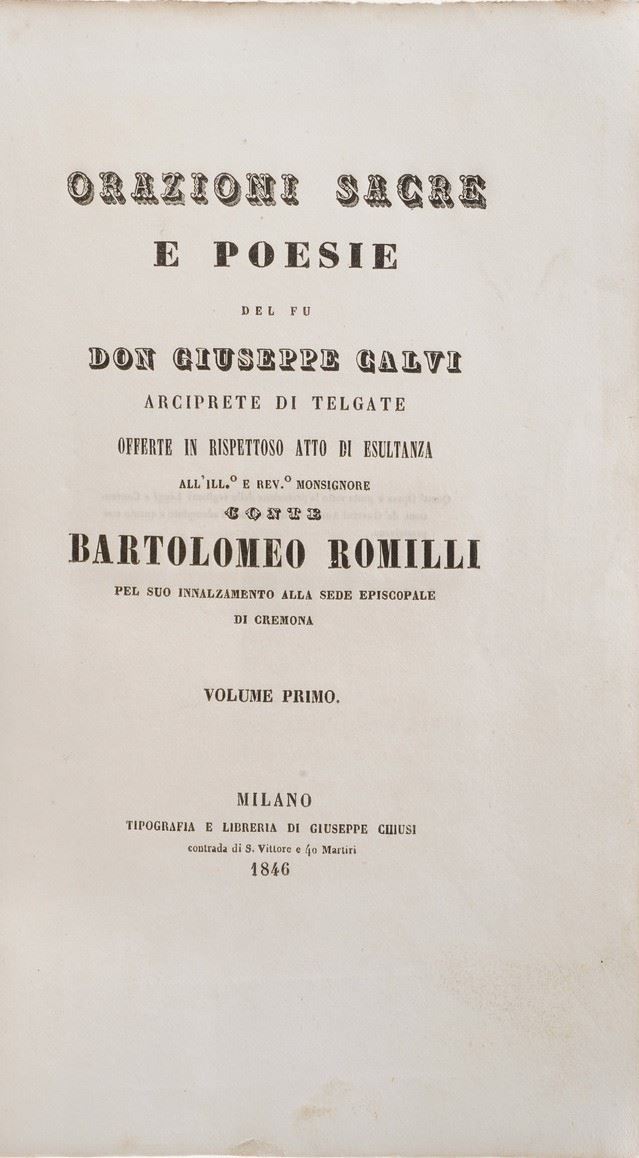 ORAZIONI SACRE
E POESIE
DEL FU
DON GIUSEPPE CALVI
ARCIPRETE DI TELGATE
OFFERTE IN RISPETTOSO ATTO DI ESULTANZA
ALL'ILL.º E REV.º MONSIGNORE
CONTE
BARTOLOMEO ROMILLI
PEL SUO INNALZAMENTO ALLA SEDE EPISCOPALE
DI CREMONA
VOLUME PRIMO.
MILANO
TIPOGRAFIA E LIBRERIA DI GIUSEPPE CHIUSI
contrada di S. Vittore e 40 Martiri
1846